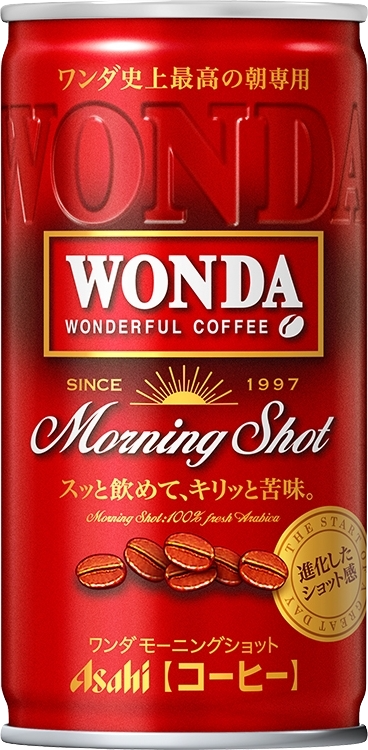 ワンダ史上最高の朝専用
WONDA
WONDA
WONDERFUL COFFEE
SINCE 1997
Morning Shot
スッと飲めて、キリッと苦味。
Morning Shot:100% fresh Arabica
THE START OF A GREAT DAY
進化した
ショット感
ワンダ モーニングショット
Asahi【コーヒー】